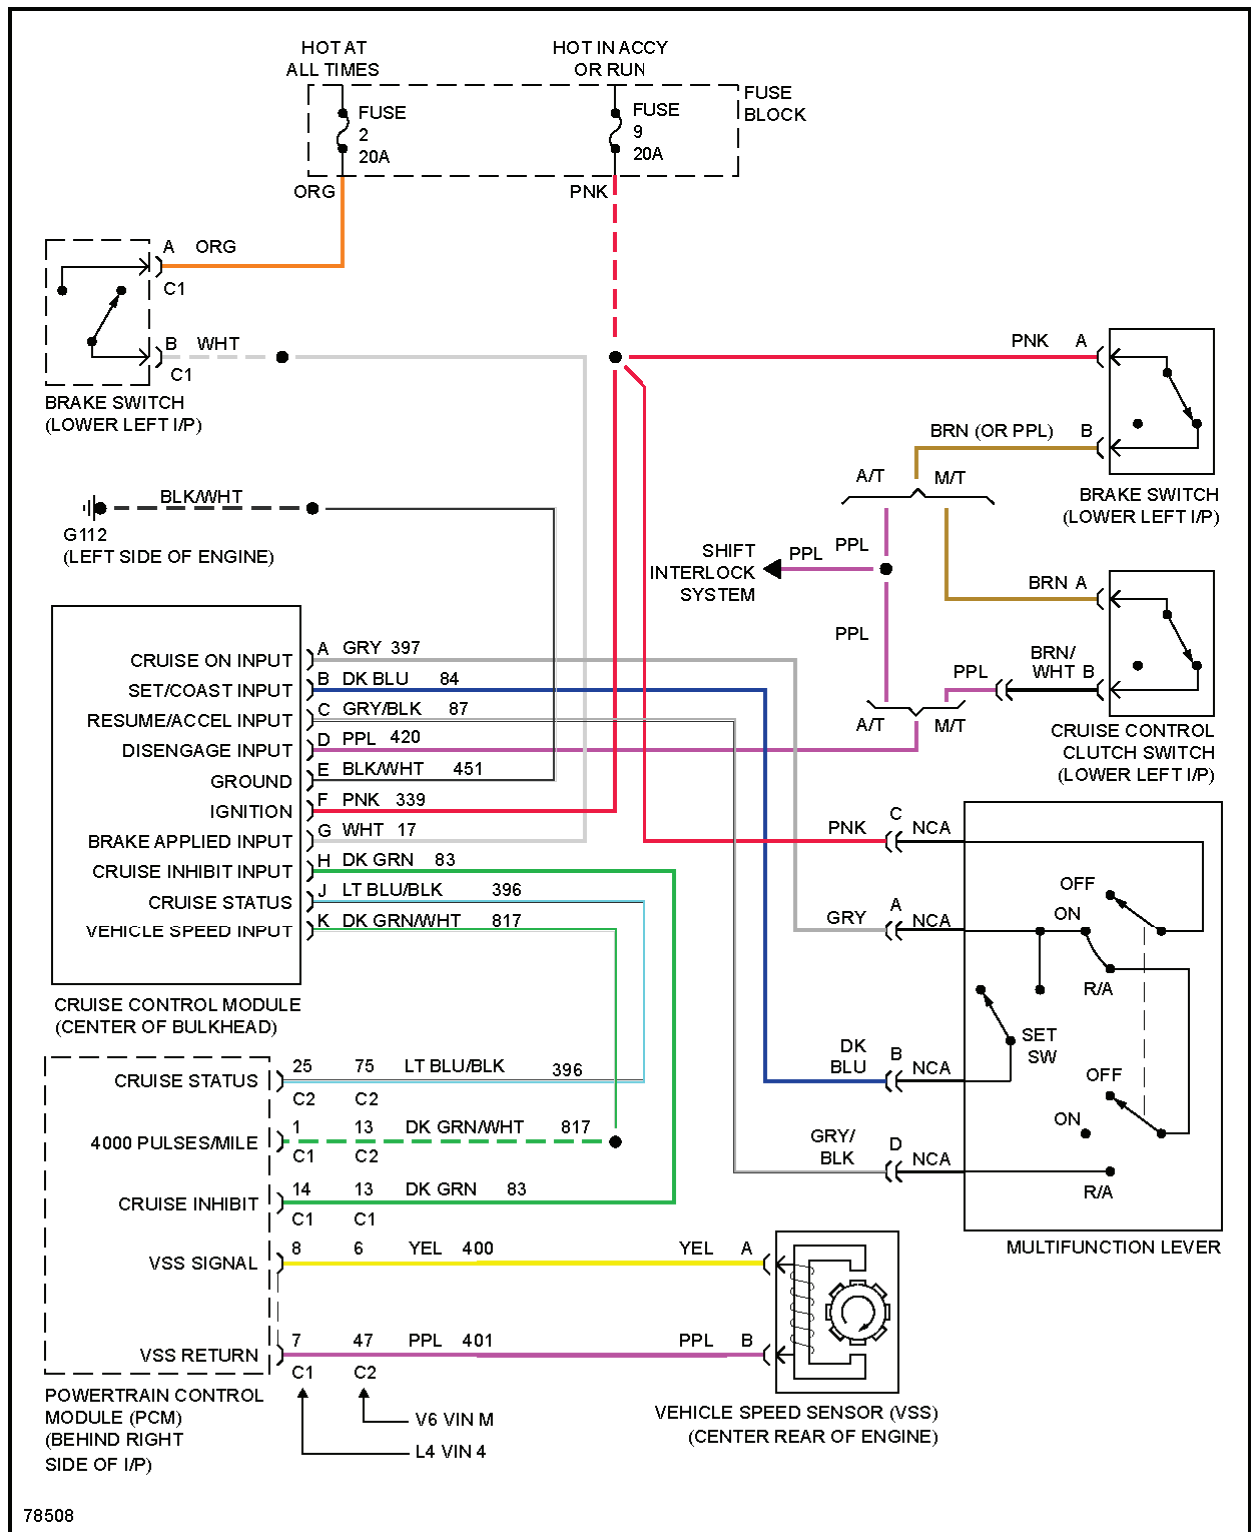 HOT AT
ALL TIMES
HOT IN ACCY
OR RUN
FUSE
2
20A
FUSE
9
20A
FUSE
BLOCK
ORG
PNK
A ORG
C1
B WHT
C1
BRAKE SWITCH
(LOWER LEFT I/P)
PNK A
BRN (OR PPL) B
A/T
M/T
BRAKE SWITCH
(LOWER LEFT I/P)
BLK/WHT
G112
(LEFT SIDE OF ENGINE)
SHIFT
INTERLOCK
SYSTEM
PPL
PPL
PPL
BRN A
BRN/
WHT B
PPL
A/T
M/T
CRUISE CONTROL
CLUTCH SWITCH
(LOWER LEFT I/P)
CRUISE ON INPUT A GRY 397
SET/COAST INPUT B DK BLU 84
RESUME/ACCEL INPUT C GRY/BLK 87
DISENGAGE INPUT D PPL 420
GROUND E BLK/WHT 451
IGNITION F PNK 339
BRAKE APPLIED INPUT G WHT 17
CRUISE INHIBIT INPUT H DK GRN 83
CRUISE STATUS J LT BLU/BLK 396
VEHICLE SPEED INPUT K DK GRN/WHT 817
CRUISE CONTROL MODULE
(CENTER OF BULKHEAD)
PNK C NCA
GRY A NCA
DK
BLU B NCA
GRY/
BLK D NCA
OFF
ON
R/A
SET
SW
OFF
ON
R/A
MULTIFUNCTION LEVER
CRUISE STATUS 25 75 LT BLU/BLK 396
C2 C2
4000 PULSES/MILE 1 13 DK GRN/WHT 817
C1 C2
CRUISE INHIBIT 14 13 DK GRN 83
C1 C1
VSS SIGNAL 8 6 YEL 400 YEL A
VSS RETURN 7 47 PPL 401 PPL B
C1 C2
POWERTRAIN CONTROL
MODULE (PCM)
(BEHIND RIGHT
SIDE OF I/P)
V6 VIN M
L4 VIN 4
VEHICLE SPEED SENSOR (VSS)
(CENTER REAR OF ENGINE)
78508